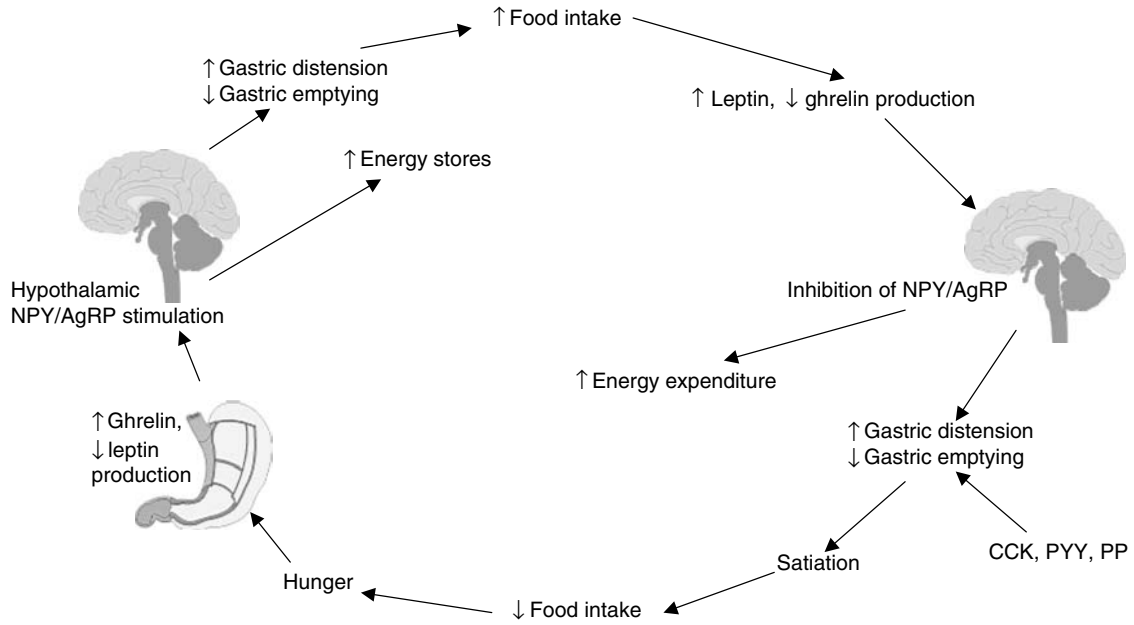 ↑ Food intake
↑ Gastric distension
↓ Gastric emptying
↑ Leptin, ↓ ghrelin production
↑ Energy stores
Hypothalamic
NPY/AgRP stimulation
Inhibition of NPY/AgRP
↑ Energy expenditure
↑ Ghrelin,
↓ leptin
production
↑ Gastric distension
↓ Gastric emptying
CCK, PYY, PP
Satiation
Hunger
↓ Food intake